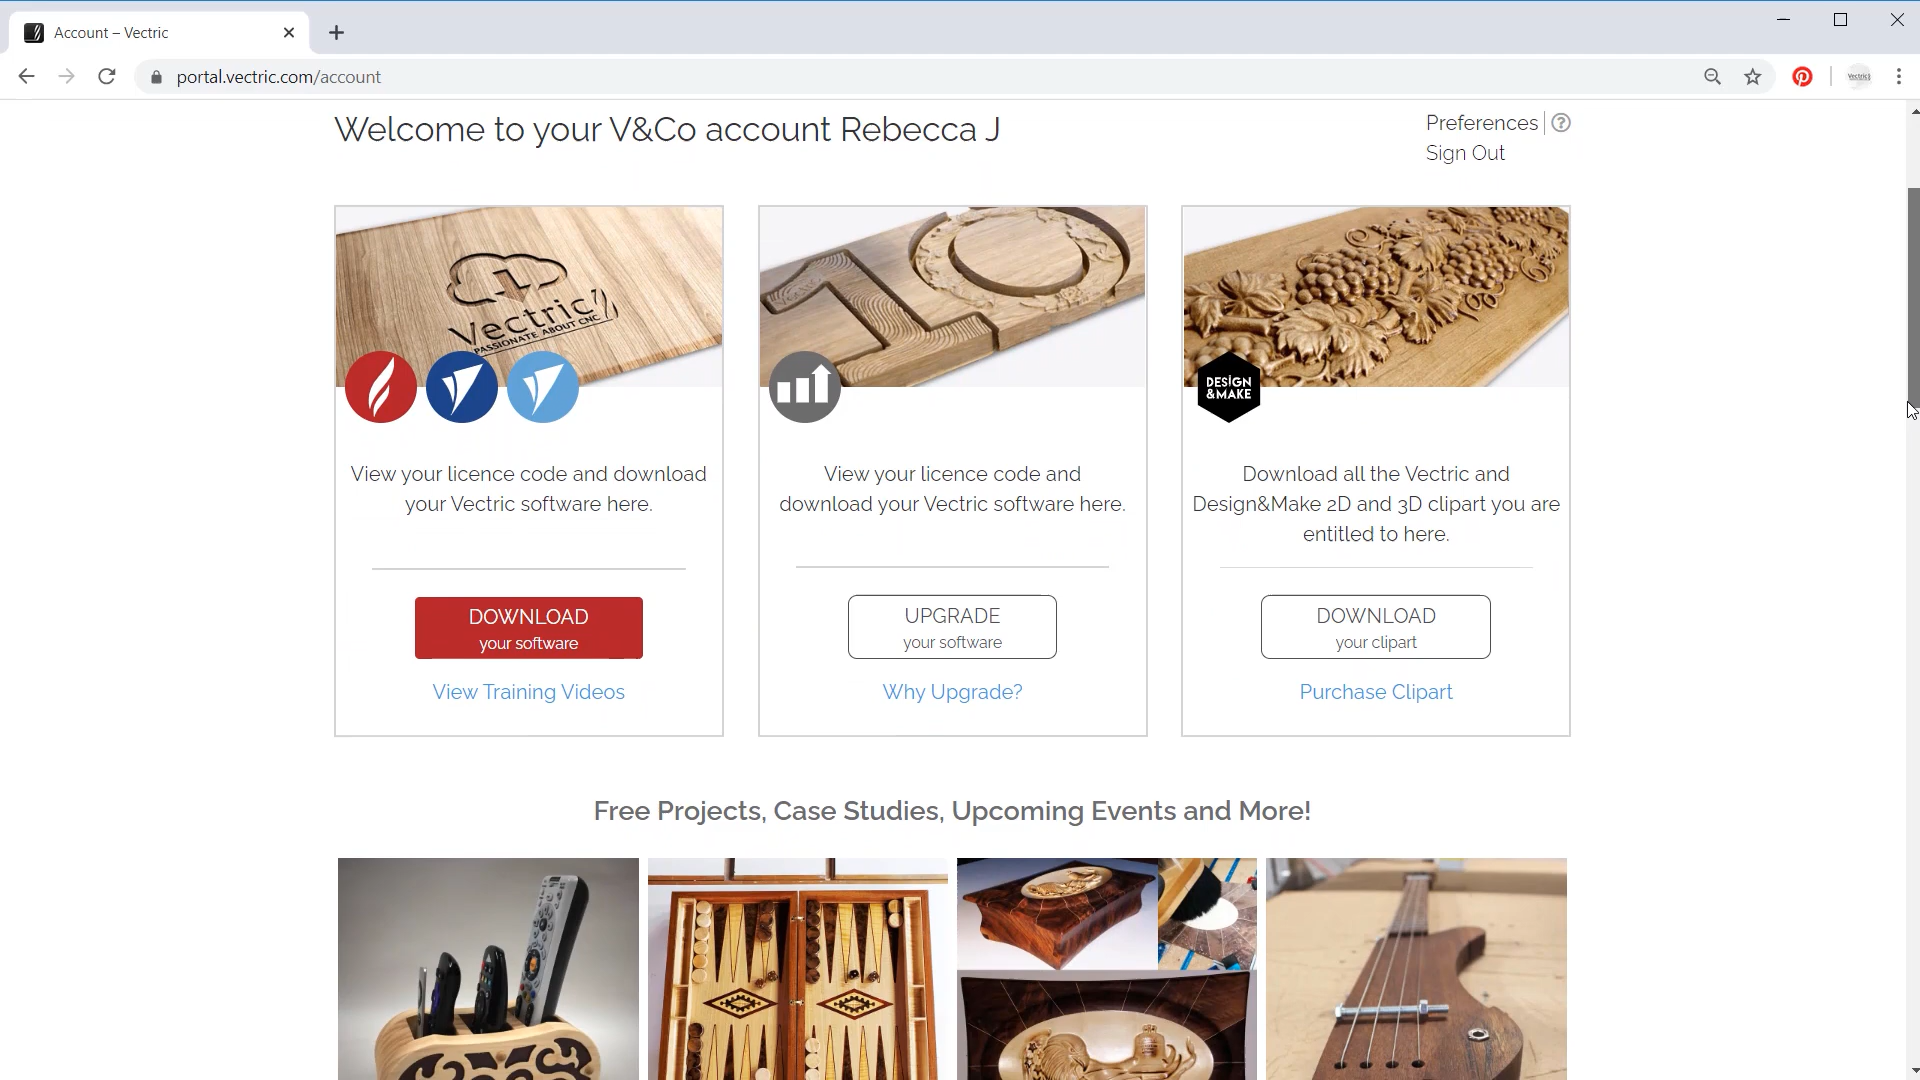 Account – Vectric
portal.vectric.com/account
Welcome to your V&Co account Rebecca J
Preferences
Sign Out
Vectric
PASSIONATE ABOUT CNC
10
DESIGN
&MAKE
View your licence code and download
your Vectric software here.
View your licence code and
download your Vectric software here.
Download all the Vectric and
Design&Make 2D and 3D clipart you are
entitled to here.
DOWNLOAD
your software
UPGRADE
your software
DOWNLOAD
your clipart
View Training Videos
Why Upgrade?
Purchase Clipart
Free Projects, Case Studies, Upcoming Events and More!